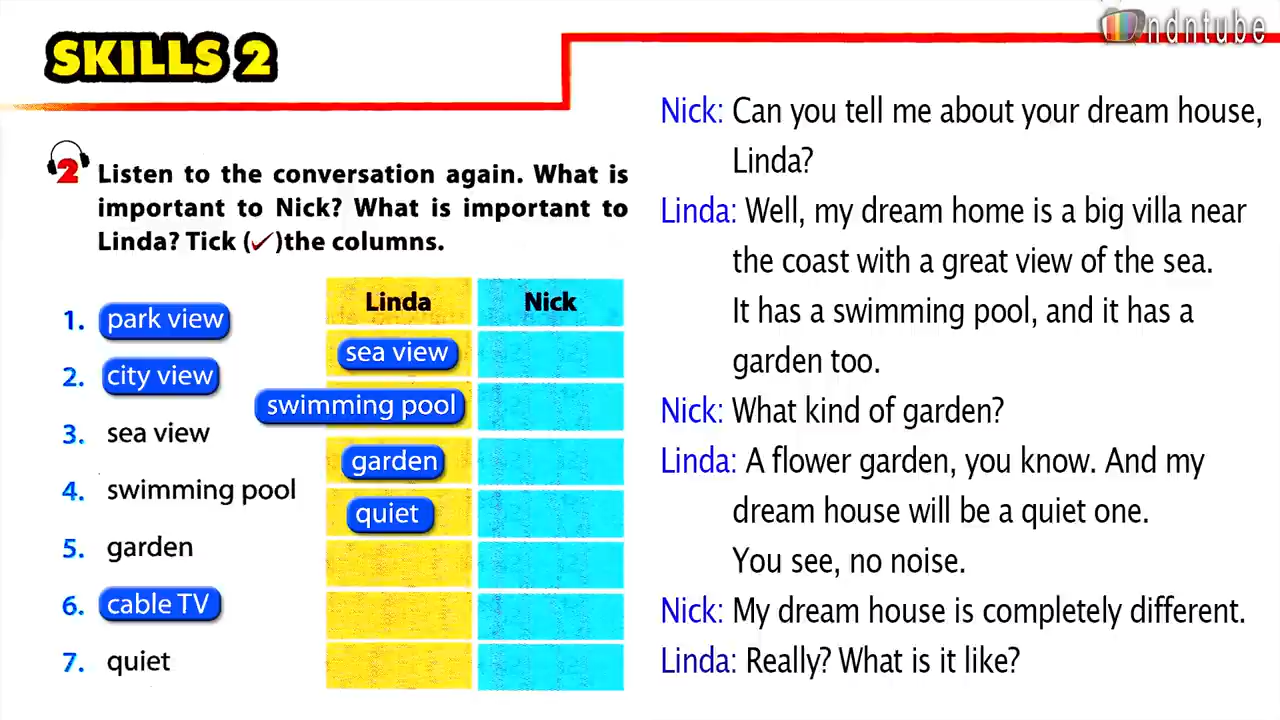 ndntube
SKILLS 2
2 Listen to the conversation again. What is
important to Nick? What is important to
Linda? Tick (✓)the columns.
Linda Nick
1. park view
2. city view
3. sea view
4. swimming pool
5. garden
6. cable TV
7. quiet
sea view
swimming pool
garden
quiet
Nick: Can you tell me about your dream house,
Linda?
Linda: Well, my dream home is a big villa near
the coast with a great view of the sea.
It has a swimming pool, and it has a
garden too.
Nick: What kind of garden?
Linda: A flower garden, you know. And my
dream house will be a quiet one.
You see, no noise.
Nick: My dream house is completely different.
Linda: Really? What is it like?